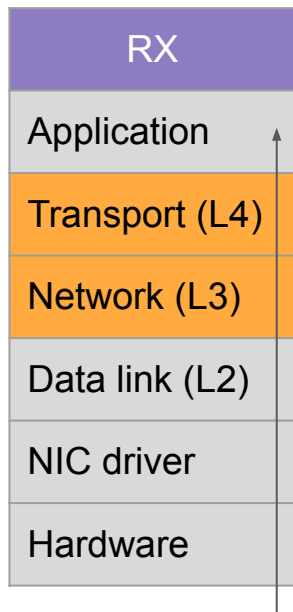 RX
Application
Transport (L4)
Network (L3)
Data link (L2)
NIC driver
Hardware